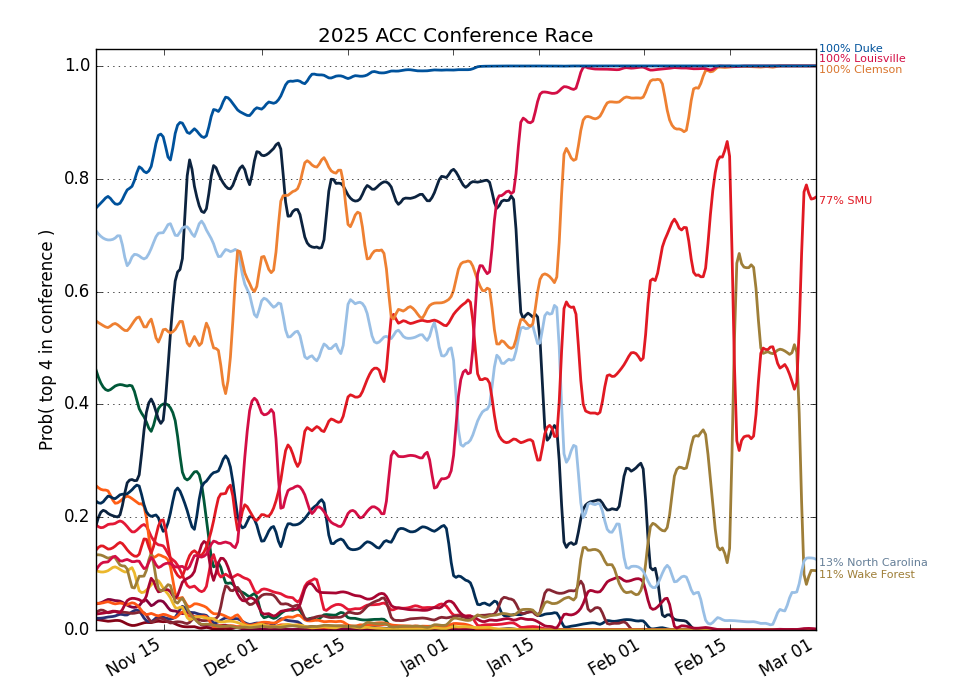 2025 ACC Conference Race
Prob( top 4 in conference )
1.0
0.8
0.6
0.4
0.2
0.0
Nov 15
Dec 01
Dec 15
Jan 01
Jan 15
Feb 01
Feb 15
Mar 01
100% Duke
100% Louisville
100% Clemson
77% SMU
13% North Carolina
11% Wake Forest